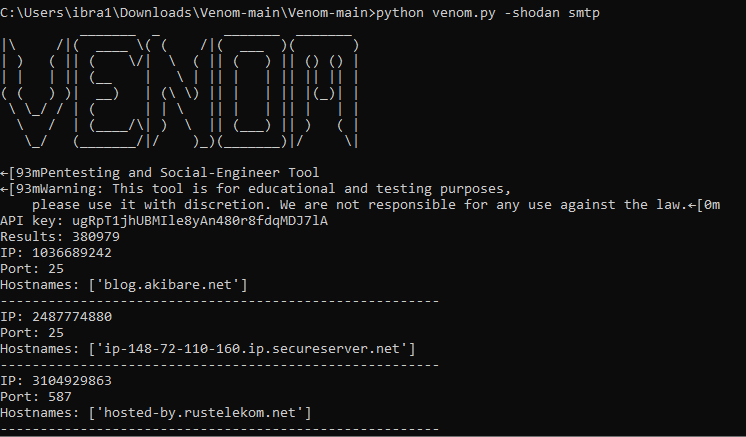 C:\Users\ibra1\Downloads\Venom-main\Venom-main>python venom.py -shodan smtp
VENOM
←[93mPentesting and Social-Engineer Tool
←[93mWarning: This tool is for educational and testing purposes,
please use it with discretion. We are not responsible for any use against the law.←[0m
API key: ugRpT1jhUBMIle8yAn480r8fdqMDJ7lA
Results: 380979
IP: 1036689242
Port: 25
Hostnames: ['blog.akibare.net']
-------------------------------------------------------
IP: 2487774880
Port: 25
Hostnames: ['ip-148-72-110-160.ip.secureserver.net']
-------------------------------------------------------
IP: 3104929863
Port: 587
Hostnames: ['hosted-by.rustelekom.net']
-------------------------------------------------------